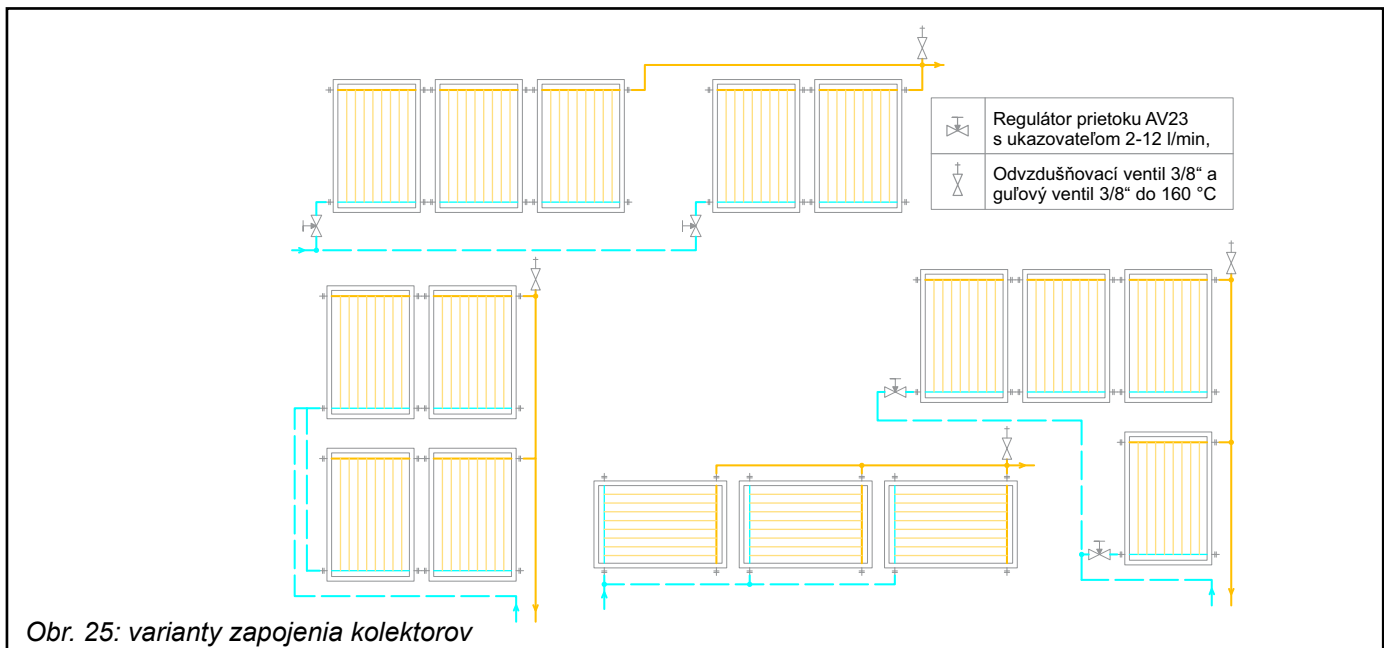 Regulátor prietoku AV23
s ukazovateľom 2-12 l/min,
Odvzdušňovací ventil 3/8“ a
guľový ventil 3/8“ do 160 °C
Obr. 25: varianty zapojenia kolektorov